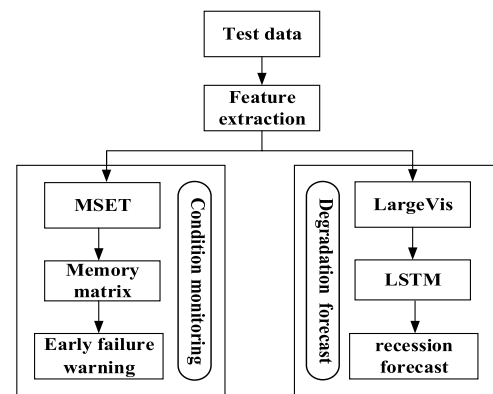 Test data
Feature
extraction
MSET
Memory
matrix
Early failure
warning
Condition monitoring
Degradation forecast
LargeVis
LSTM
recession
forecast